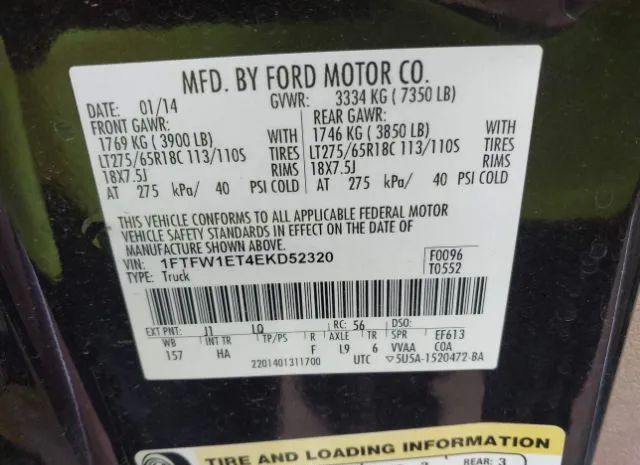 MFD. BY FORD MOTOR CO.
DATE: 01/14 GVWR: 3334 KG ( 7350 LB)
FRONT GAWR: REAR GAWR:
1769 KG ( 3900 LB) WITH 1746 KG ( 3850 LB) WITH
LT275/65R18C 113/110S TIRES LT275/65R18C 113/110S TIRES
18X7.5J RIMS 18X7.5J RIMS
AT 275 kPa/ 40 PSI COLD AT 275 kPa/ 40 PSI COLD
THIS VEHICLE CONFORMS TO ALL APPLICABLE FEDERAL MOTOR
VEHICLE SAFETY STANDARDS IN EFFECT ON THE DATE OF
MANUFACTURE SHOWN ABOVE.
VIN: 1FTFW1ET4EKD52320 F0096
TYPE: Truck T0552
EXT PNT: J1 LQ RC: 56 DSO:
WB INT TR TP/PS R AXLE TR SPR EF613
157 HA F L9 6 VVAA COA
2201401311700 UTC 5U5A-1520472-BA
TIRE AND LOADING INFORMATION
REAR: 3